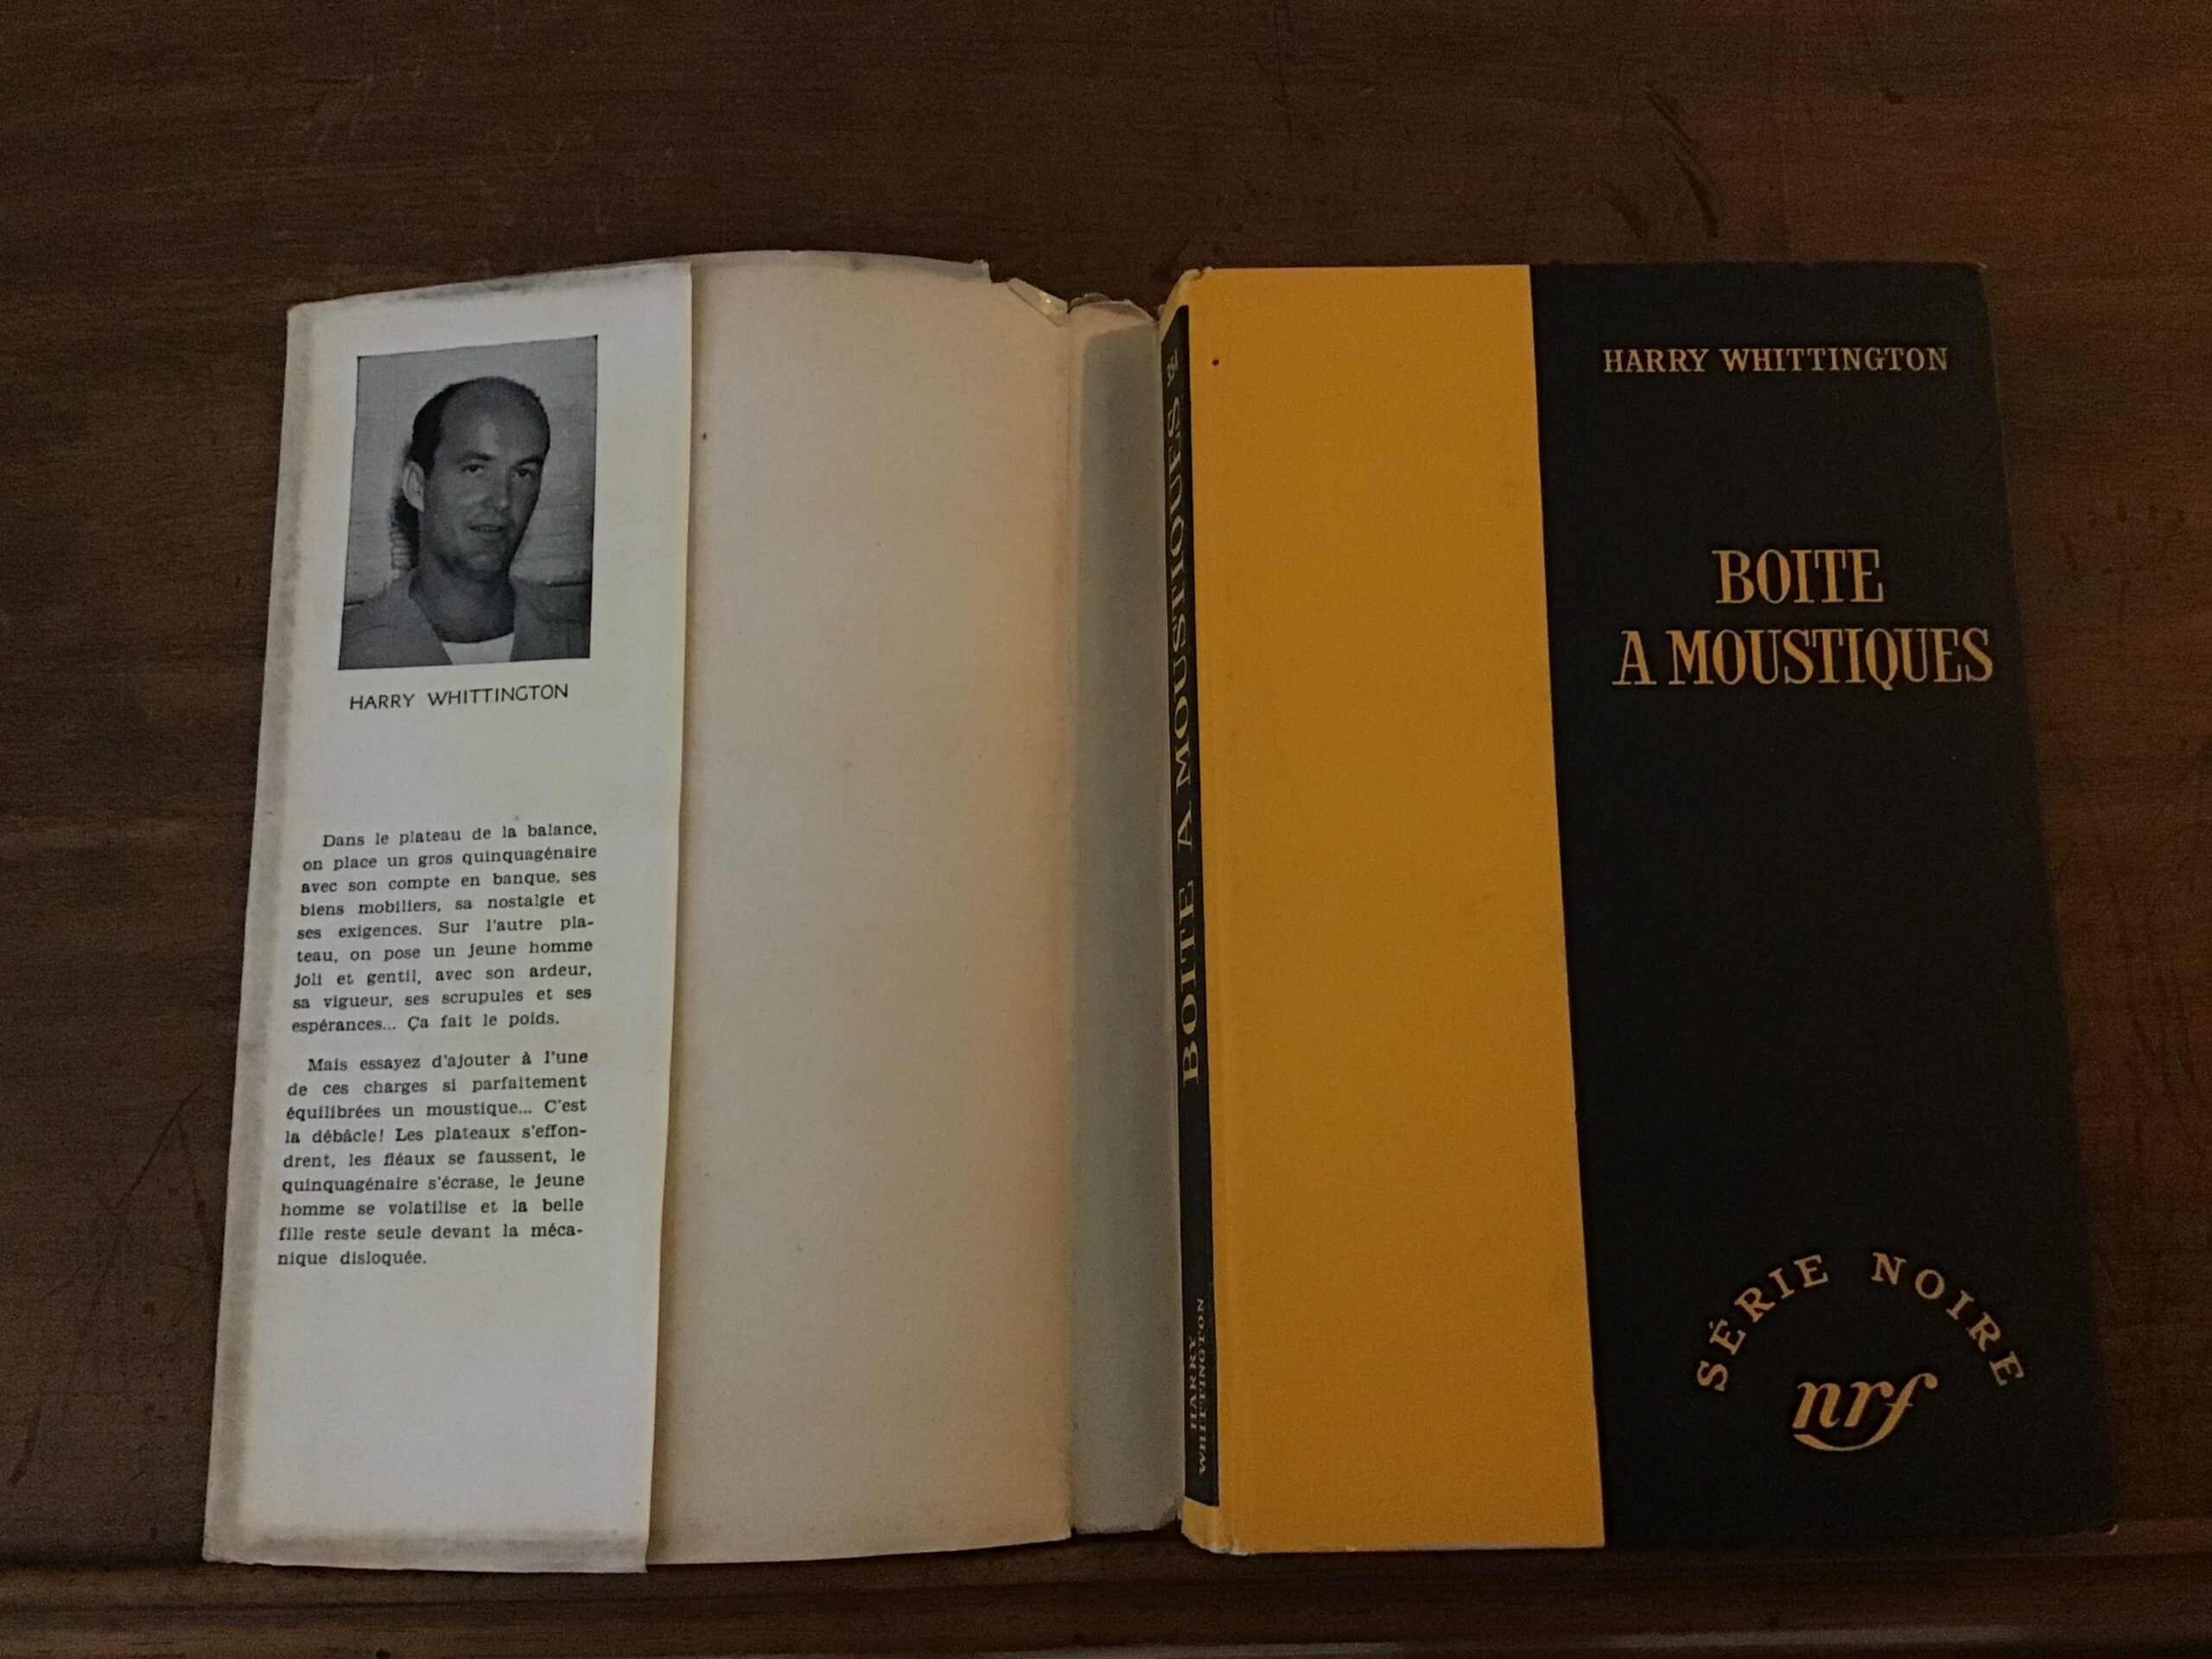 HARRY WHITTINGTON
Dans le plateau de la balance,
on place un gros quinquagénaire
avec son compte en banque, ses
biens mobiliers, sa nostalgie et
ses exigences. Sur l'autre pla-
teau, on pose un jeune homme
joli et gentil, avec son ardeur,
sa vigueur, ses scrupules et ses
espérances... Ça fait le poids.
Mais essayez d'ajouter à l'une
de ces charges si parfaitement
équilibrées un moustique... C'est
la débâcle! Les plateaux s'effon-
drent, les fléaux se faussent, le
quinquagénaire s'écrase, le jeune
homme se volatilise et la belle
fille reste seule devant la méca-
nique disloquée.
BOITE A MOUSTIQUES
HARRY
WHITTINGTON
HARRY WHITTINGTON
BOITE
A MOUSTIQUES
SÉRIE NOIRE
nrf